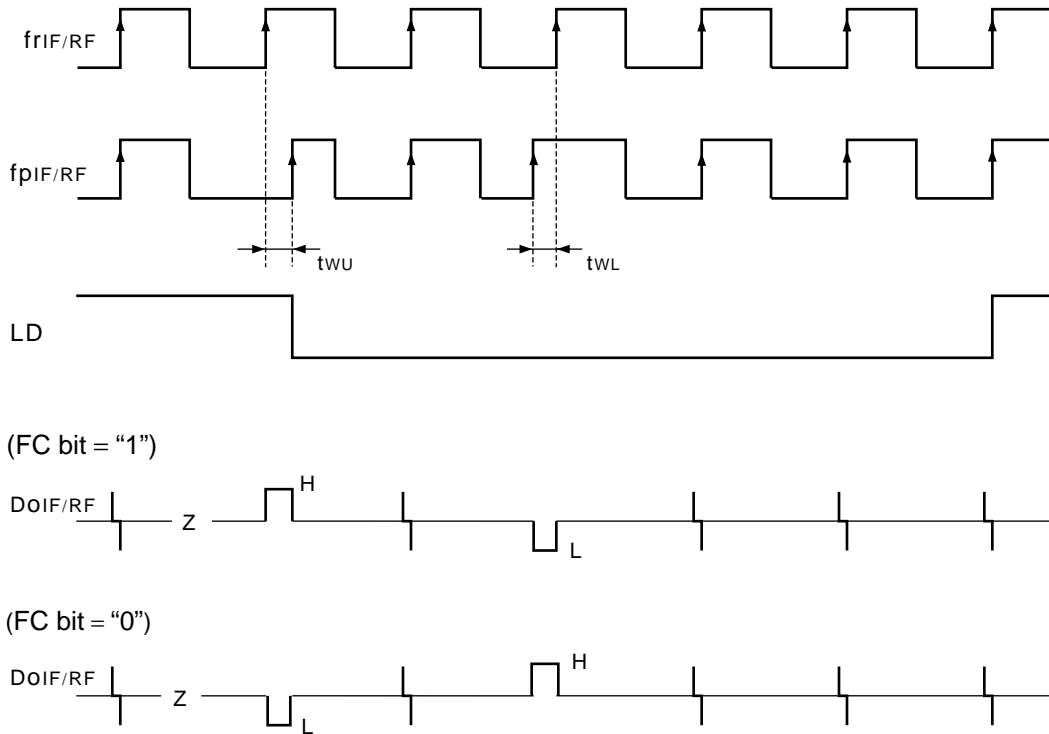 frIF/RF
fpIF/RF
tWU
tWL
LD
(FC bit = “1”)
DoIF/RF
Z
H
L
(FC bit = “0”)
DoIF/RF
Z
L
H